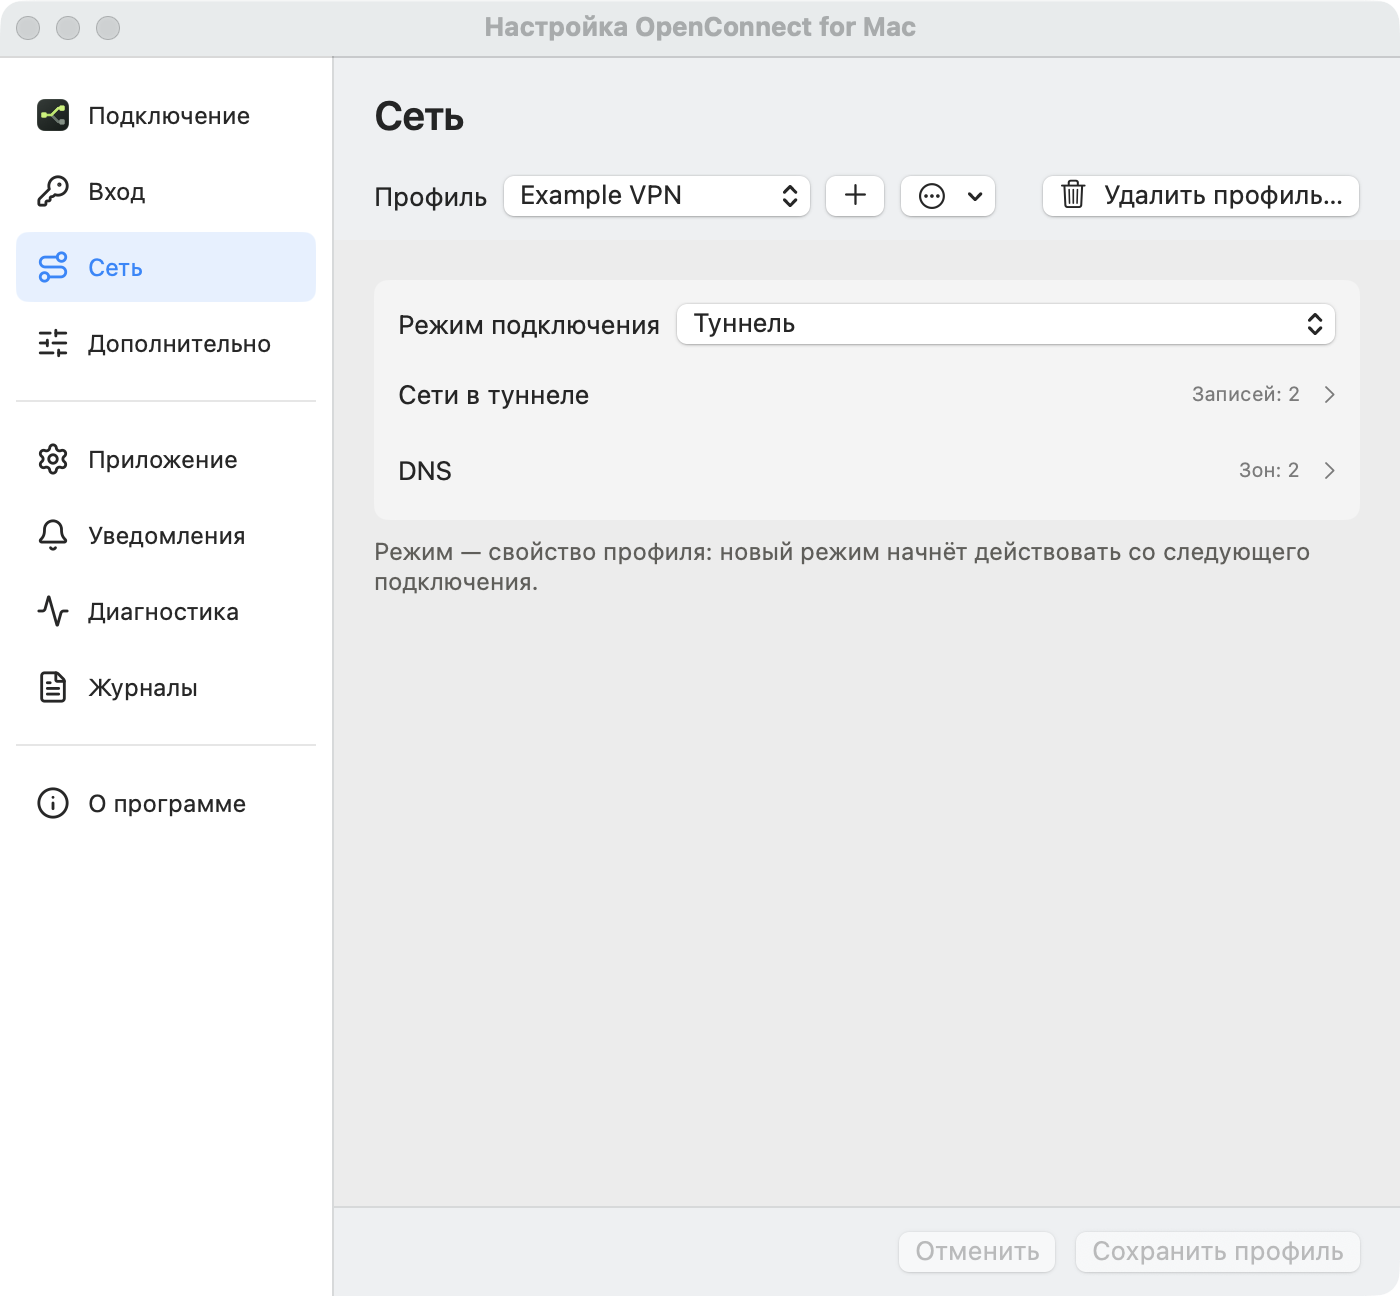 Настройка OpenConnect for Mac
Подключение
Вход
Сеть
Дополнительно
Приложение
Уведомления
Диагностика
Журналы
О программе
Сеть
Профиль
Example VPN
Удалить профиль...
Режим подключения
Туннель
Сети в туннеле
Записей: 2
DNS
Зон: 2
Режим — свойство профиля: новый режим начнёт действовать со следующего
подключения.
Отменить
Сохранить профиль